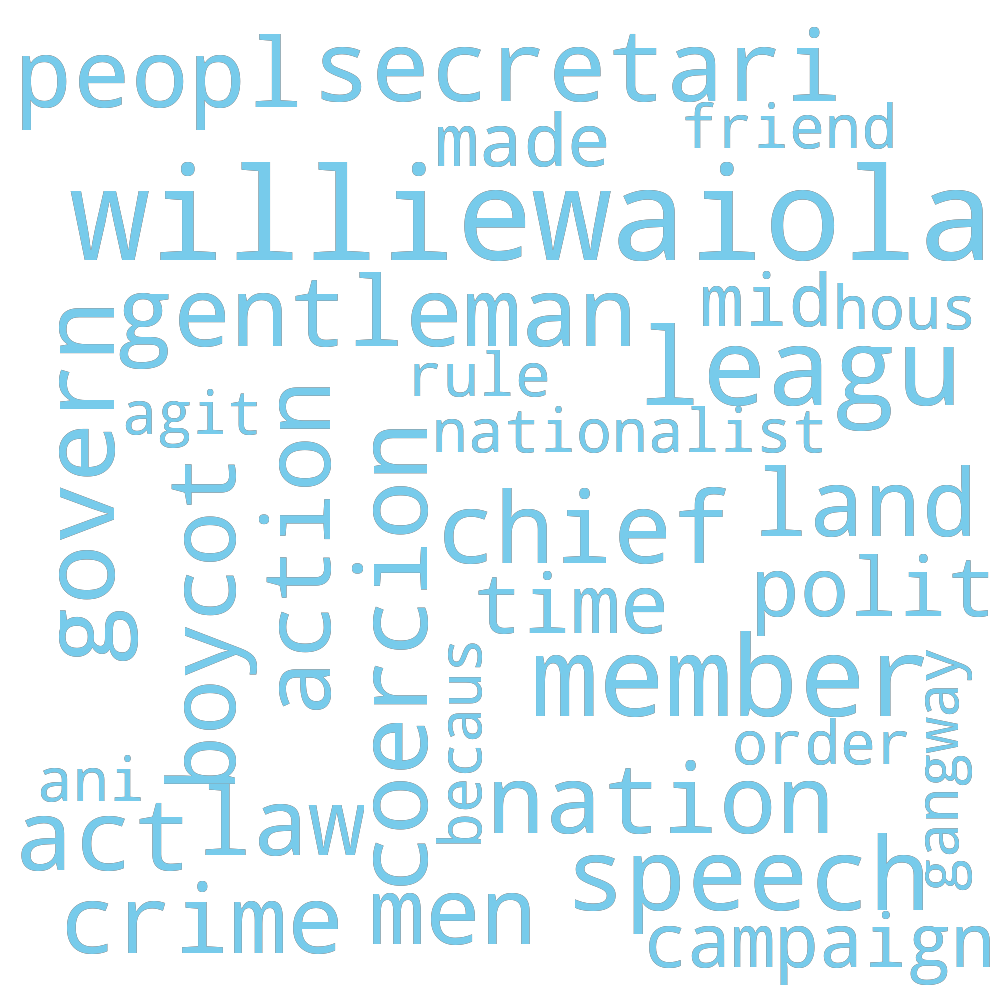 peopl
secretari
made
friend
williewaiola
gentleman
mid
hous
govern
rule
leagu
agit
nationalist
boycot
action
coercion
chief
land
time
polit
becaus
member
gangway
order
ani
nation
act
law
speech
crime
men
campaign